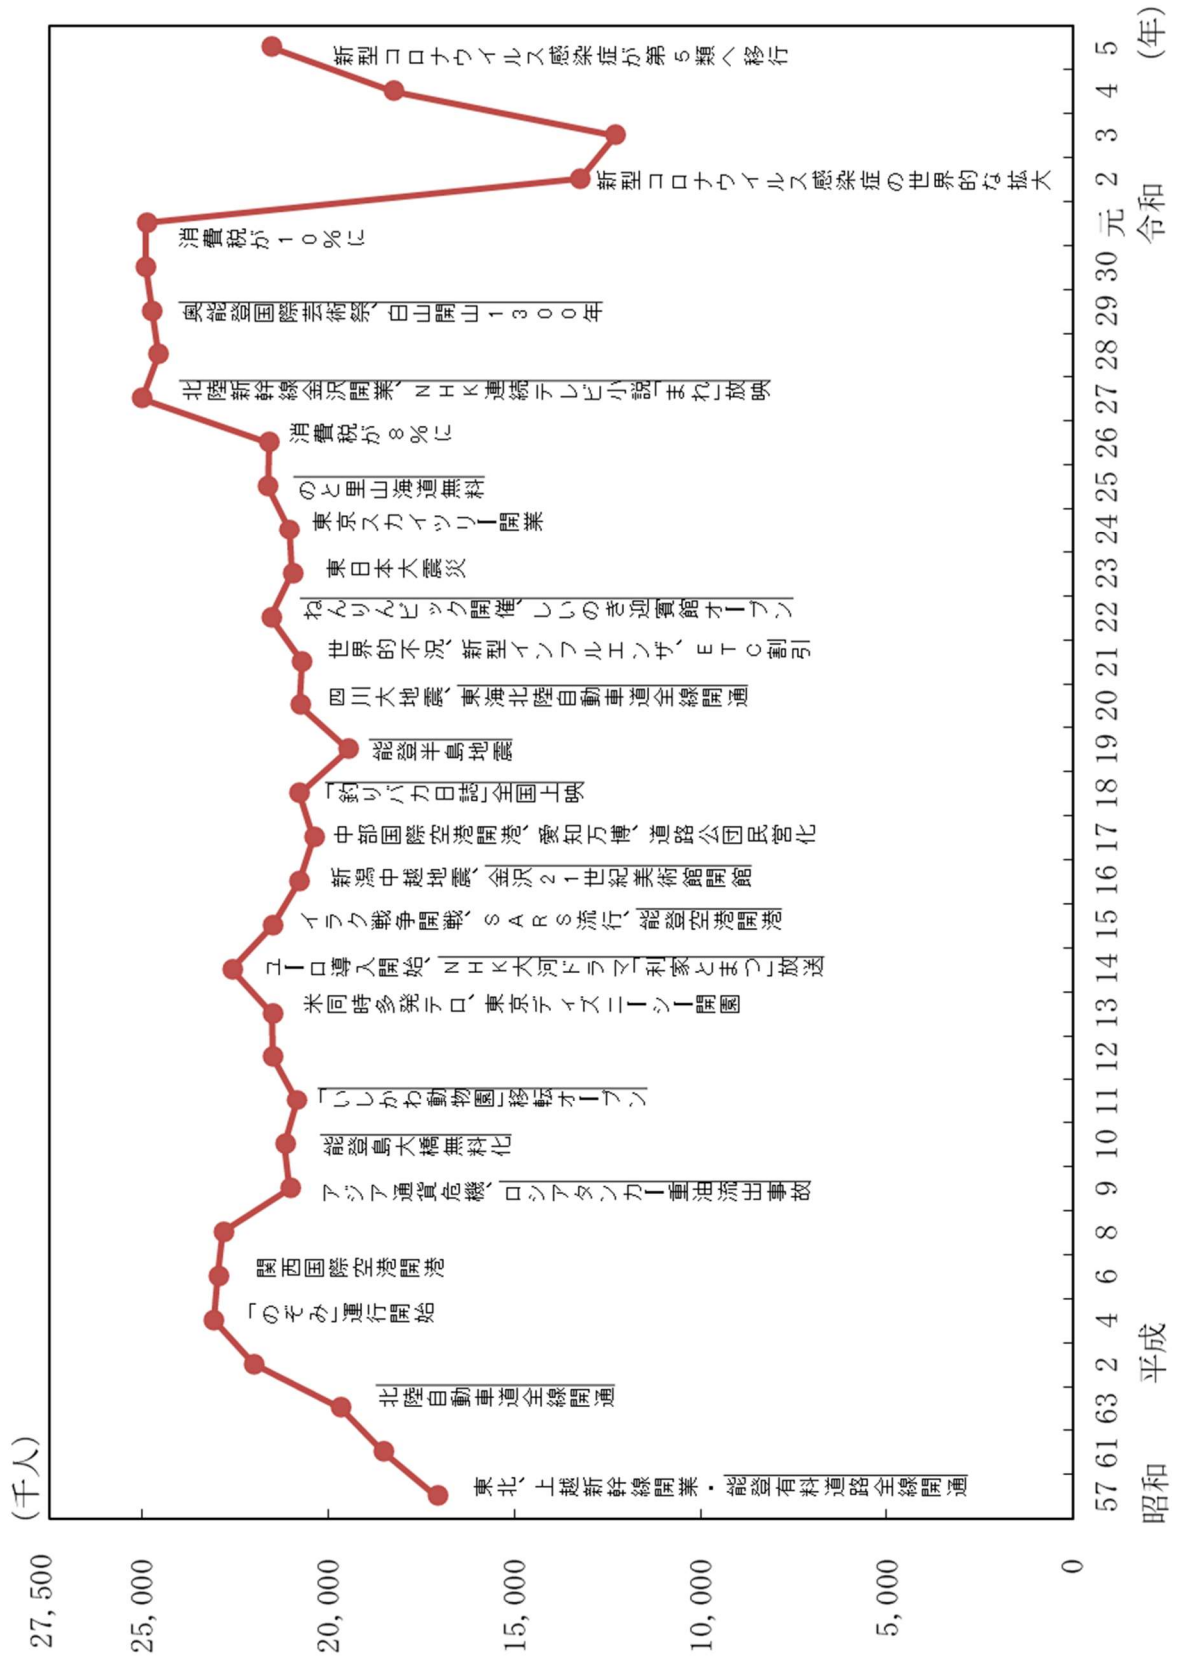 (千人)
27,500
25,000
20,000
15,000
10,000
5,000
0
東北、上越新幹線開業・能登有料道路全線開通
北陸自動車道全線開通
「のぞみ」運行開始
関西国際空港開港
アジア通貨危機、ロシアタンカー重油流出事故
能登島大橋無料化
「いしかわ動物園」移転オープン
米同時多発テロ、東京ディズニーシー開園
ユーロ導入開始、NHK大河ドラマ「利家とまつ」放送
イラク戦争開戦、SARS流行、能登空港開港
新潟中越地震、金沢21世紀美術館開館
中部国際空港開港、愛知万博、道路公団民営化
「釣りバカ日誌」全国上映
能登半島地震
四川大地震、東海北陸自動車道全線開通
世界的不況、新型インフルエンザ、ETC割引
ねんりんピック開催、しいのき迎賓館オープン
東日本大震災
東京スカイツリー開業
のと里山海道無料
消費税が8%に
北陸新幹線金沢開業、NHK連続テレビ小説「まれ」放映
奥能登国際芸術祭、白山開山1300年
消費税が10%に
新型コロナウイルス感染症の世界的な拡大
新型コロナウイルス感染症が第5類へ移行
57 61 63 2 4 6 8 9 10 11 12 13 14 15 16 17 18 19 20 21 22 23 24 25 26 27 28 29 30 元 2 3 4 5
昭和 平成 令和 (年)